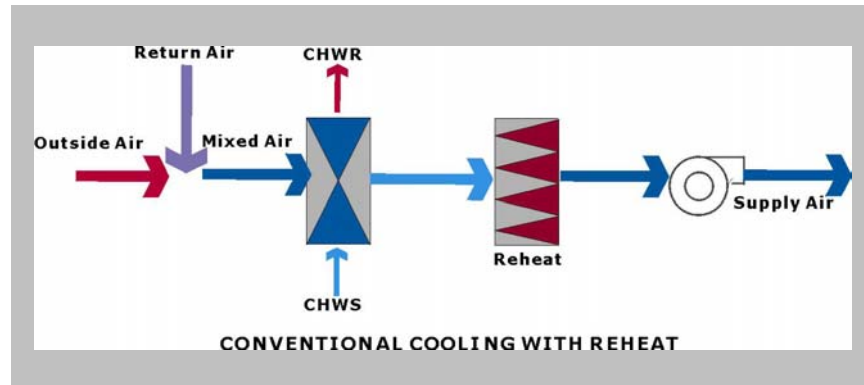 Return Air
CHWR
Outside Air
Mixed Air
Supply Air
Reheat
CHWS
CONVENTIONAL COOLING WITH REHEAT